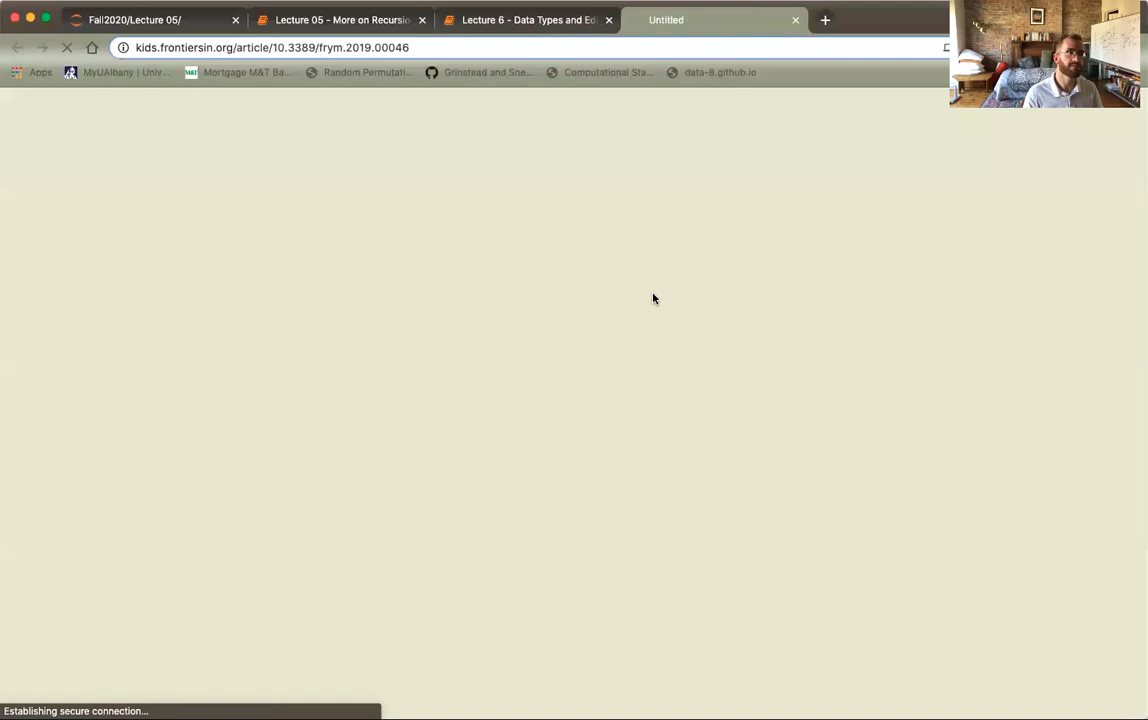 Fall2020/Lecture 05/
Lecture 05 - More on Recursio
Lecture 6 - Data Types and Ed
Untitled
kids.frontiersin.org/article/10.3389/frym.2019.00046
Apps
MyUAlbany | Univ...
M&T
Mortgage M&T Ba...
Random Permutati...
Grinstead and Sne...
Computational Sta...
data-8.github.io
Establishing secure connection...